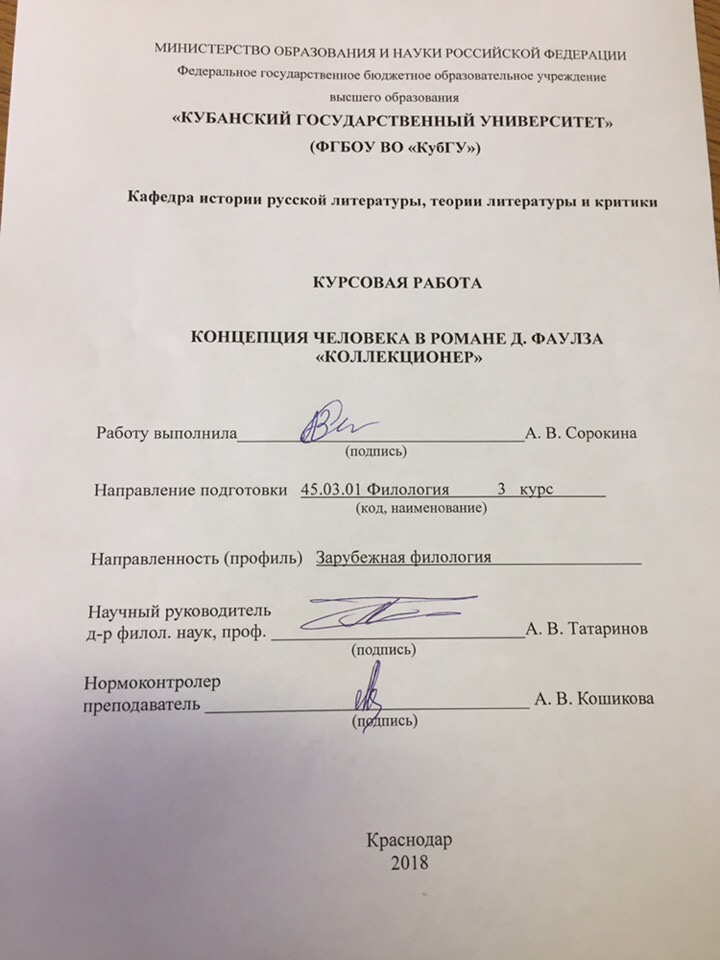 МИНИСТЕРСТВО ОБРАЗОВАНИЯ И НАУКИ РОССИЙСКОЙ ФЕДЕРАЦИИ
Федеральное государственное бюджетное образовательное учреждение
высшего образования
«КУБАНСКИЙ ГОСУДАРСТВЕННЫЙ УНИВЕРСИТЕТ»
(ФГБОУ ВО «КубГУ»)
Кафедра истории русской литературы, теории литературы и критики
КУРСОВАЯ РАБОТА
КОНЦЕПЦИЯ ЧЕЛОВЕКА В РОМАНЕ Д. ФАУЛЗА
«КОЛЛЕКЦИОНЕР»
Работу выполнила А. В. Сорокина
(подпись)
Направление подготовки 45.03.01 Филология 3 курс
(код, наименование)
Направленность (профиль) Зарубежная филология
Научный руководитель
д-р филол. наук, проф. А. В. Татаринов
(подпись)
Нормоконтролер
преподаватель А. В. Кошикова
(подпись)
Краснодар
2018